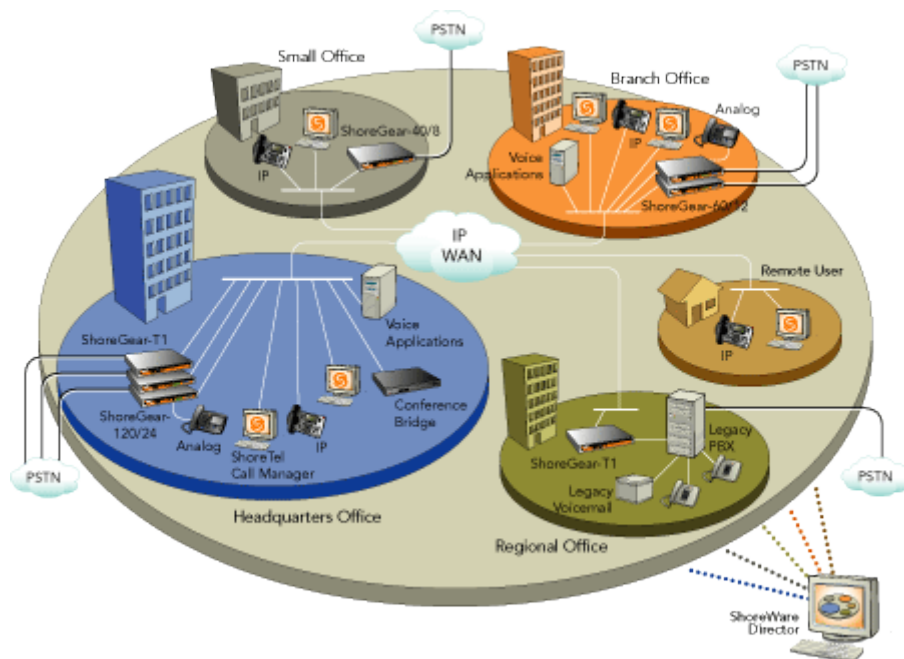 PSTN
Small Office
ShoreGear-40/8
IP
Branch Office
PSTN
Analog
IP
Voice
Applications
ShoreGear-60/12
IP
WAN
Remote User
IP
ShoreGear-T1
Voice
Applications
ShoreGear-
120/24
Analog
ShoreTel
Call Manager
IP
Conference
Bridge
PSTN
Headquarters Office
Legacy
PBX
ShoreGear-T1
Legacy
Voicemail
PSTN
Regional Office
ShoreWare
Director